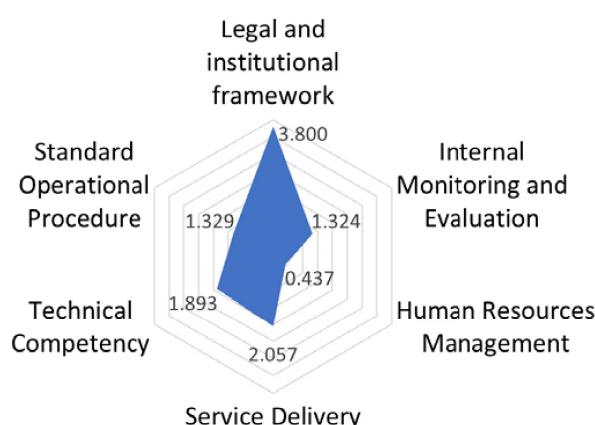 Legal and
institutional
framework
3.800
Standard
Operational
Procedure
Internal
Monitoring and
Evaluation
1.329
1.324
0.437
Technical
Competency
1.893
Human Resources
Management
2.057
Service Delivery